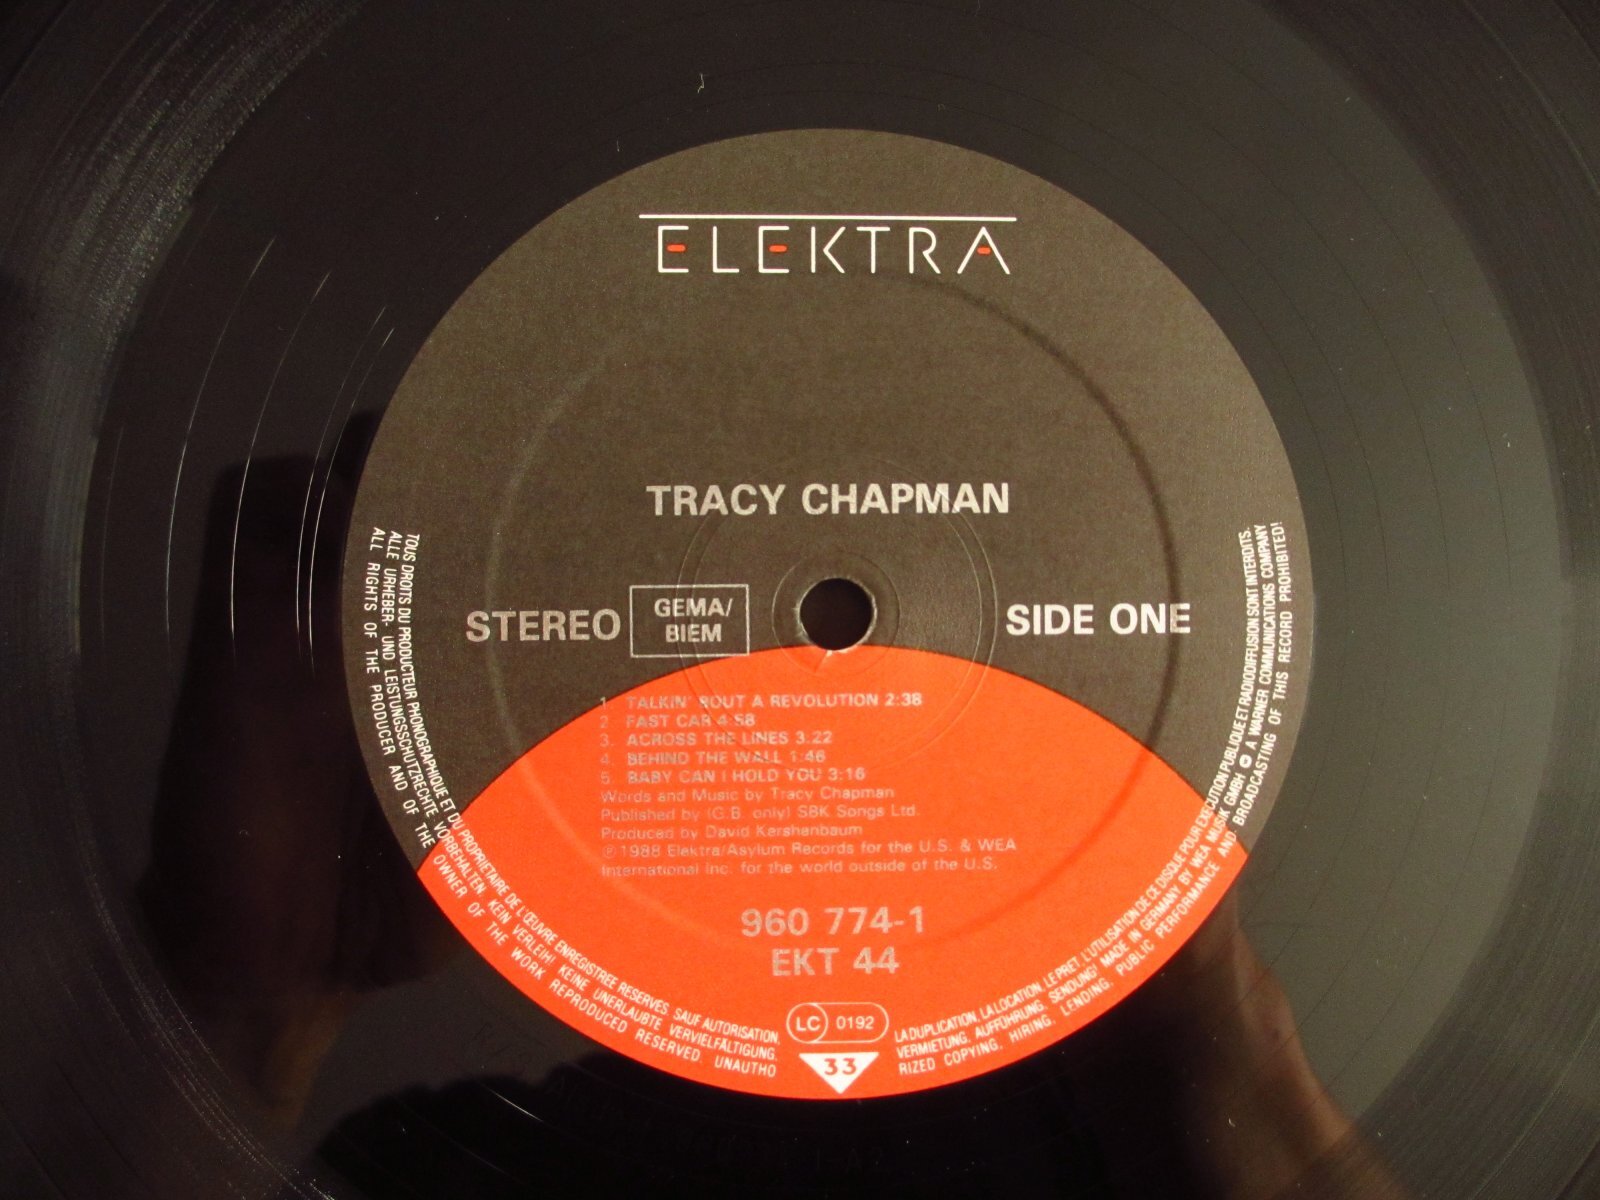 ELEKTRA
TRACY CHAPMAN
STEREO
GEMA/
BIEM
SIDE ONE
1. TALKIN' BOUT A REVOLUTION 2:38
2. FAST CAR 4:58
3. ACROSS THE LINES 3.22
4. BEHIND THE WALL 1:46
5. BABY CAN I HOLD YOU 3:16
Words and Music by Tracy Chapman
Published by (G.B. only) SBK Songs Ltd.
Produced by David Kershenbaum
℗ 1988 Elektra/Asylum Records for the U.S. & WEA
International Inc. for the world outside of the U.S.
960 774-1
EKT 44
LC 0192
33
TOUS DROITS DU PRODUCTEUR PHONOGRAPHIQUE ET DU PROPRIETAIRE DE L'ŒUVRE ENREGISTREE RESERVES. SAUF AUTORISATION, LA DUPLICATION, LA LOCATION, LE PRET, L'UTILISATION DE CE DISQUE POUR EXECUTION PUBLIQUE ET RADIODIFFUSION SONT INTERDITS.
ALLE URHEBER- UND LEISTUNGSSCHUTZRECHTE VORBEHALTEN. KEIN VERLEIH! KEINE UNERLAUBTE VERVIELFÄLTIGUNG, VERMIETUNG, AUFFÜHRUNG, SENDUNG! MADE IN GERMANY BY WEA MUSIK GMBH A WARNER COMMUNICATIONS COMPANY
ALL RIGHTS OF THE PRODUCER AND OF THE OWNER OF THE WORK REPRODUCED RESERVED. UNAUTHORIZED COPYING, HIRING, LENDING, PUBLIC PERFORMANCE AND BROADCASTING OF THIS RECORD PROHIBITED!